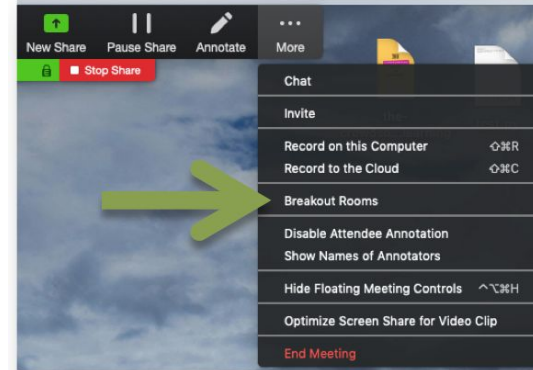 New Share Pause Share Annotate More
Stop Share
Chat
Invite
Record on this Computer ⇧⌘R
Record to the Cloud ⇧⌘C
Breakout Rooms
Disable Attendee Annotation
Show Names of Annotators
Hide Floating Meeting Controls ^⌥⌘H
Optimize Screen Share for Video Clip
End Meeting